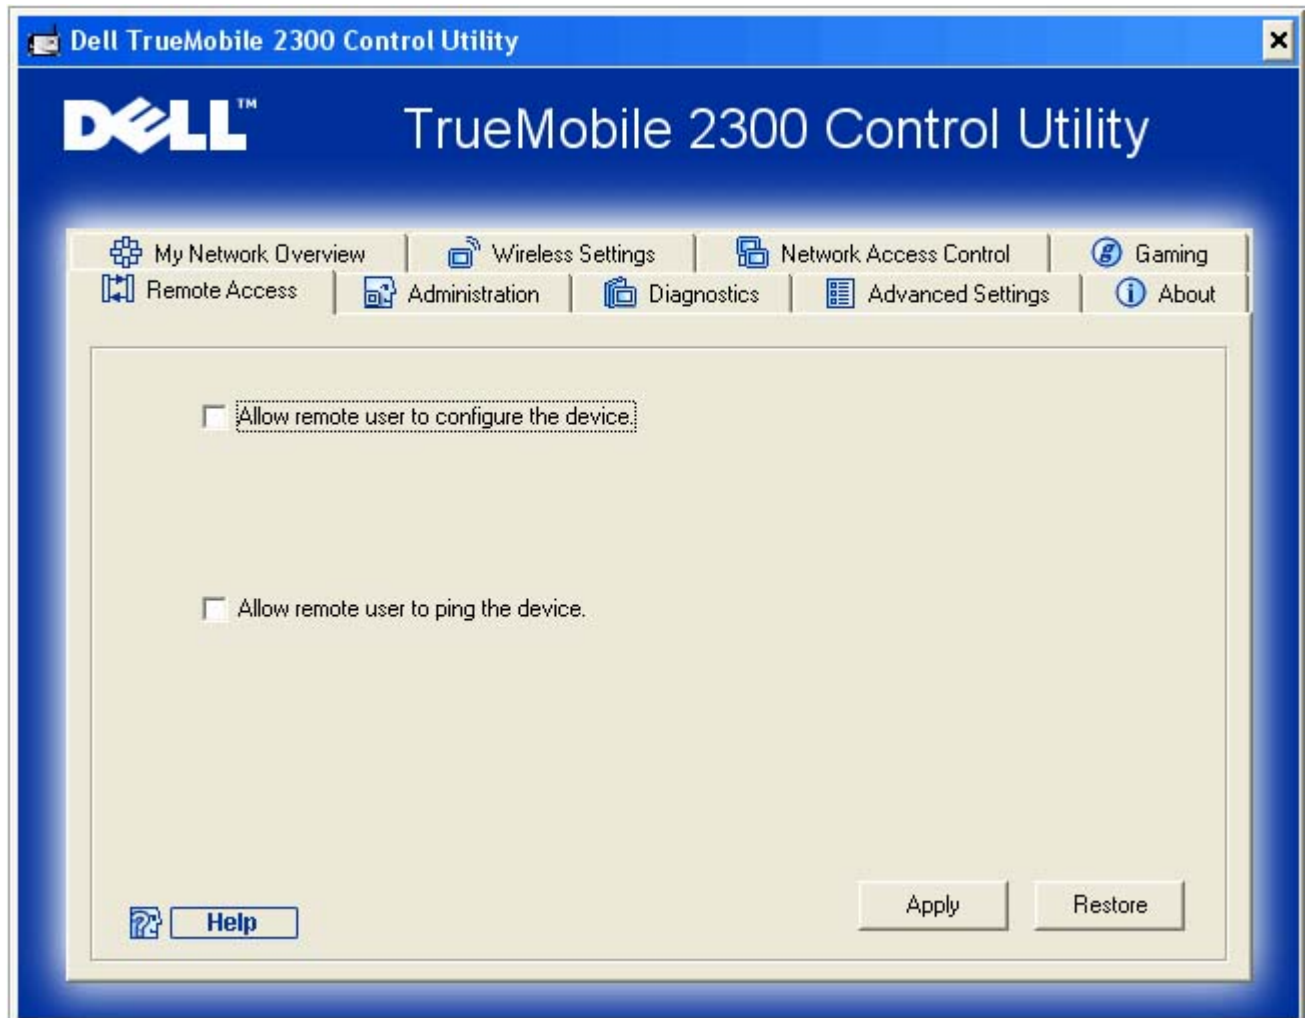 Dell TrueMobile 2300 Control Utility
DELL™
TrueMobile 2300 Control Utility
My Network Overview
Wireless Settings
Network Access Control
Gaming
Remote Access
Administration
Diagnostics
Advanced Settings
About
Allow remote user to configure the device.
Allow remote user to ping the device.
Help
Apply
Restore